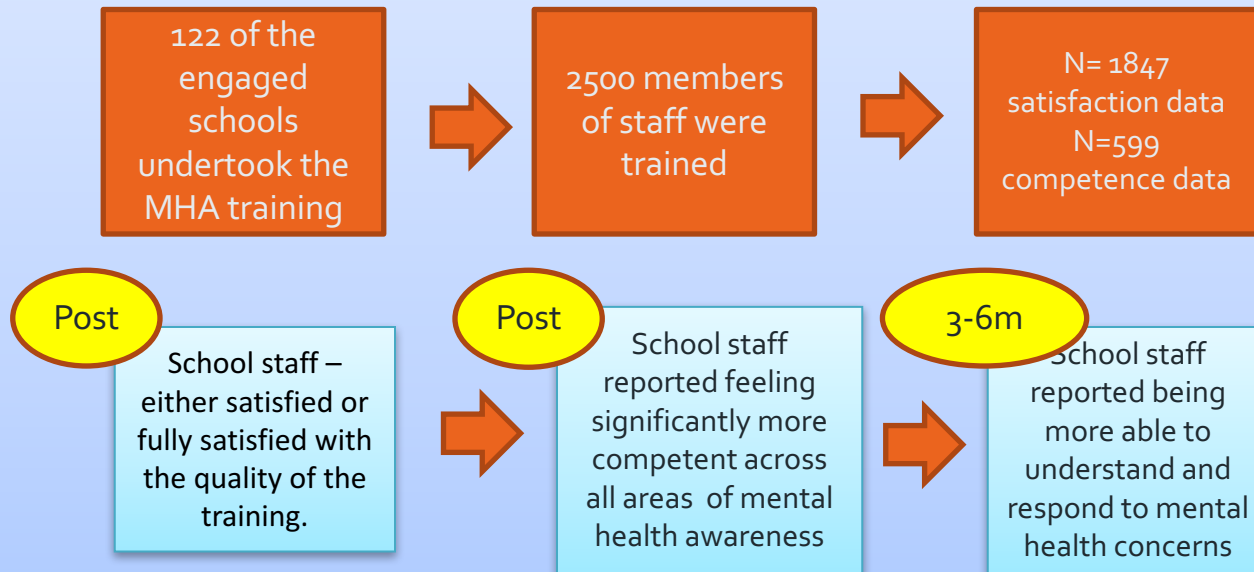 122 of the
engaged
schools
undertook the
MHA training
2500 members
of staff were
trained
N= 1847
satisfaction data
N=599
competence data
Post
School staff –
either satisfied or
fully satisfied with
the quality of the
training.
Post
School staff
reported feeling
significantly more
competent across
all areas of mental
health awareness
3-6m
School staff
reported being
more able to
understand and
respond to mental
health concerns